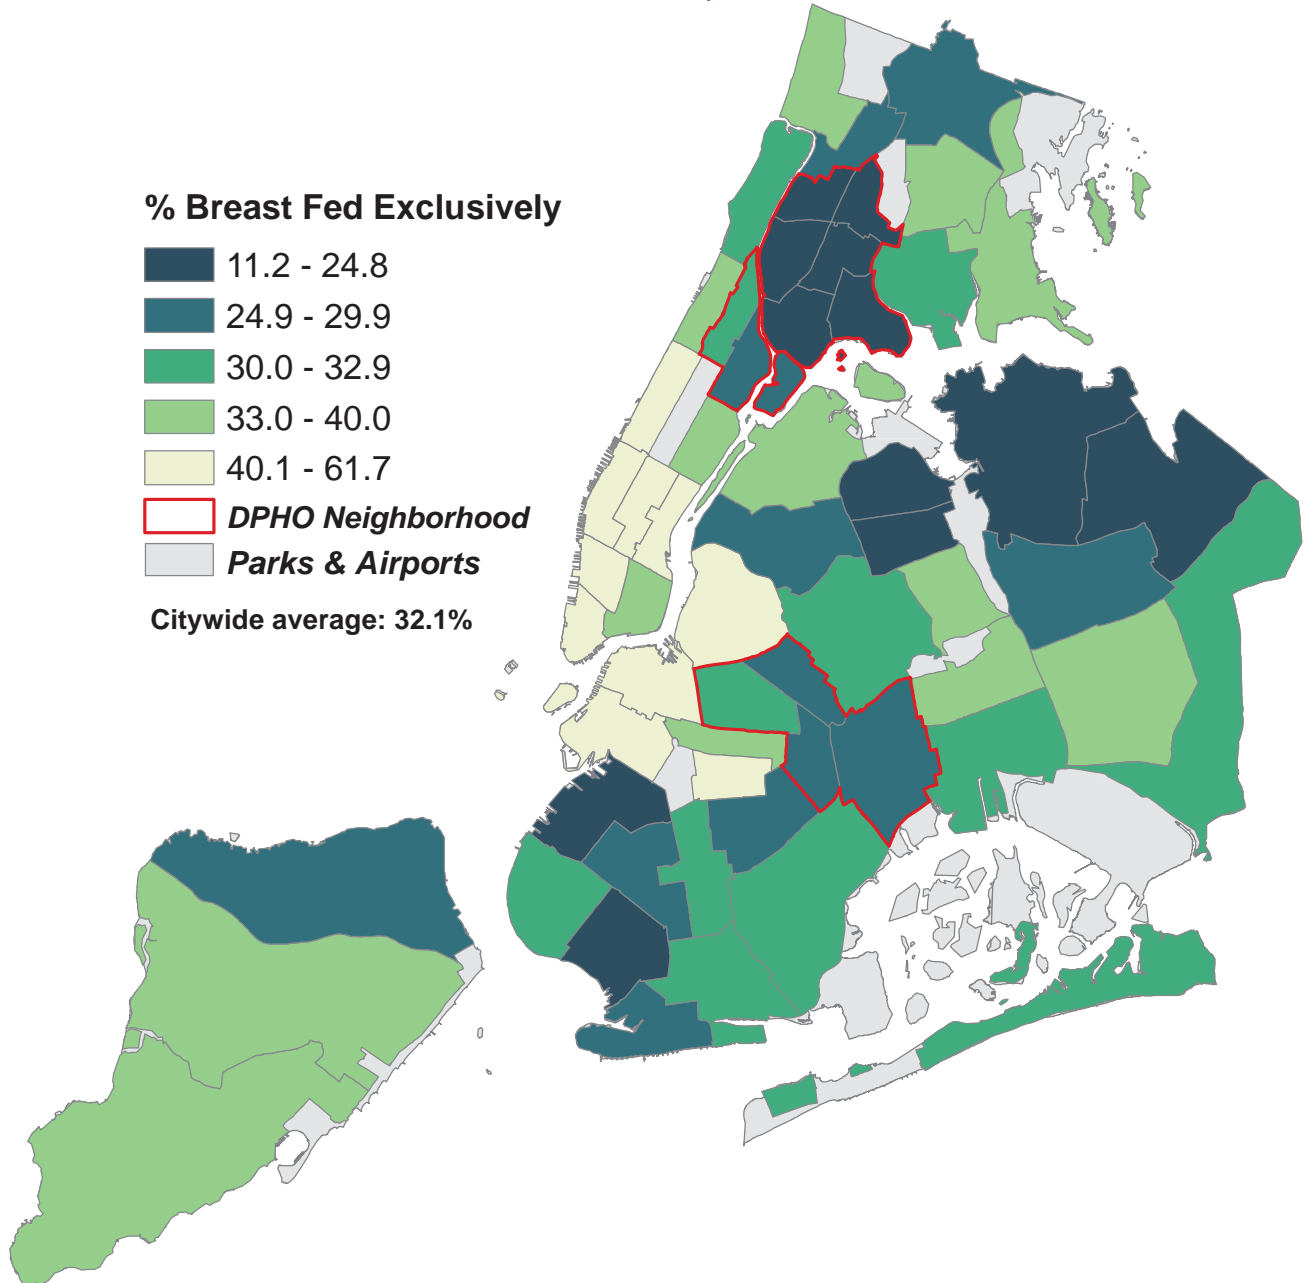 % Breast Fed Exclusively
11.2 - 24.8
24.9 - 29.9
30.0 - 32.9
33.0 - 40.0
40.1 - 61.7
DPHO Neighborhood
Parks & Airports
Citywide average: 32.1%